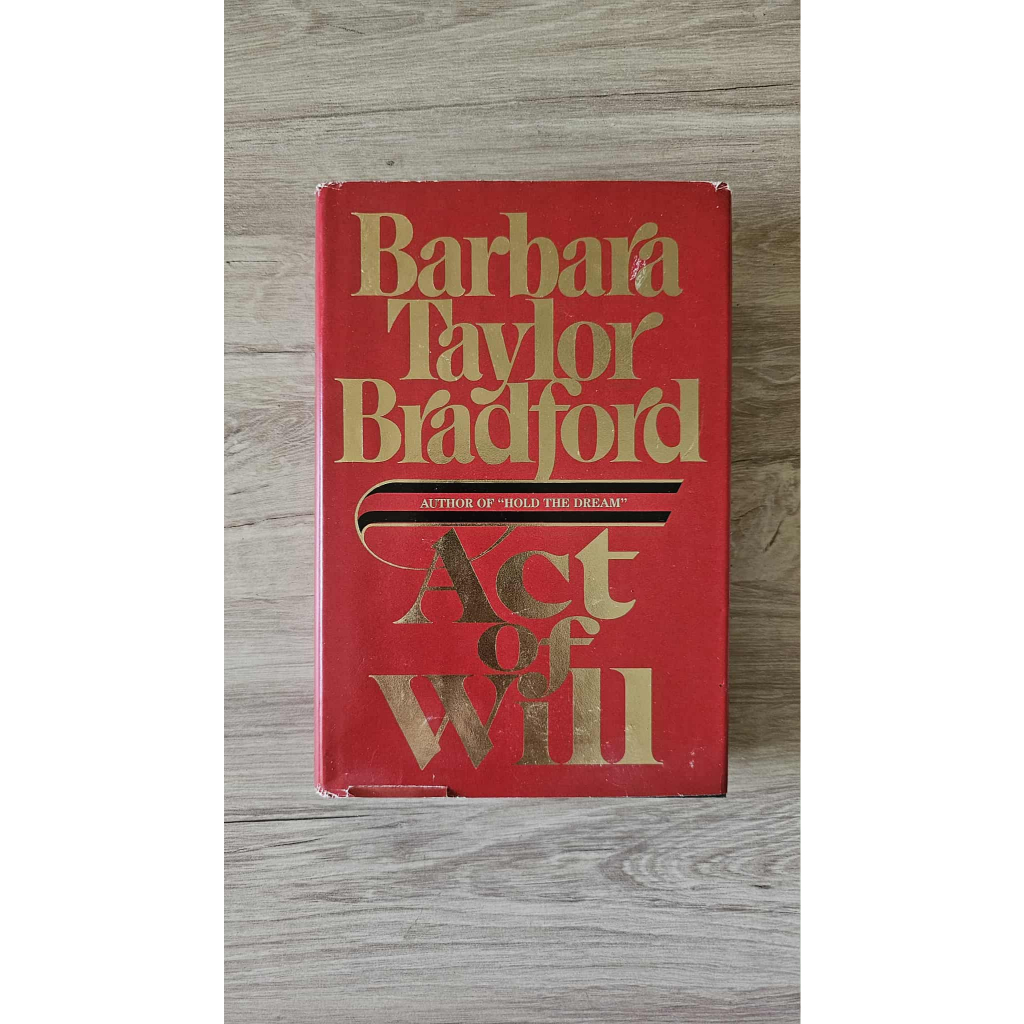 Barbara
Taylor
Bradford
AUTHOR OF "HOLD THE DREAM"
Act
of
Will